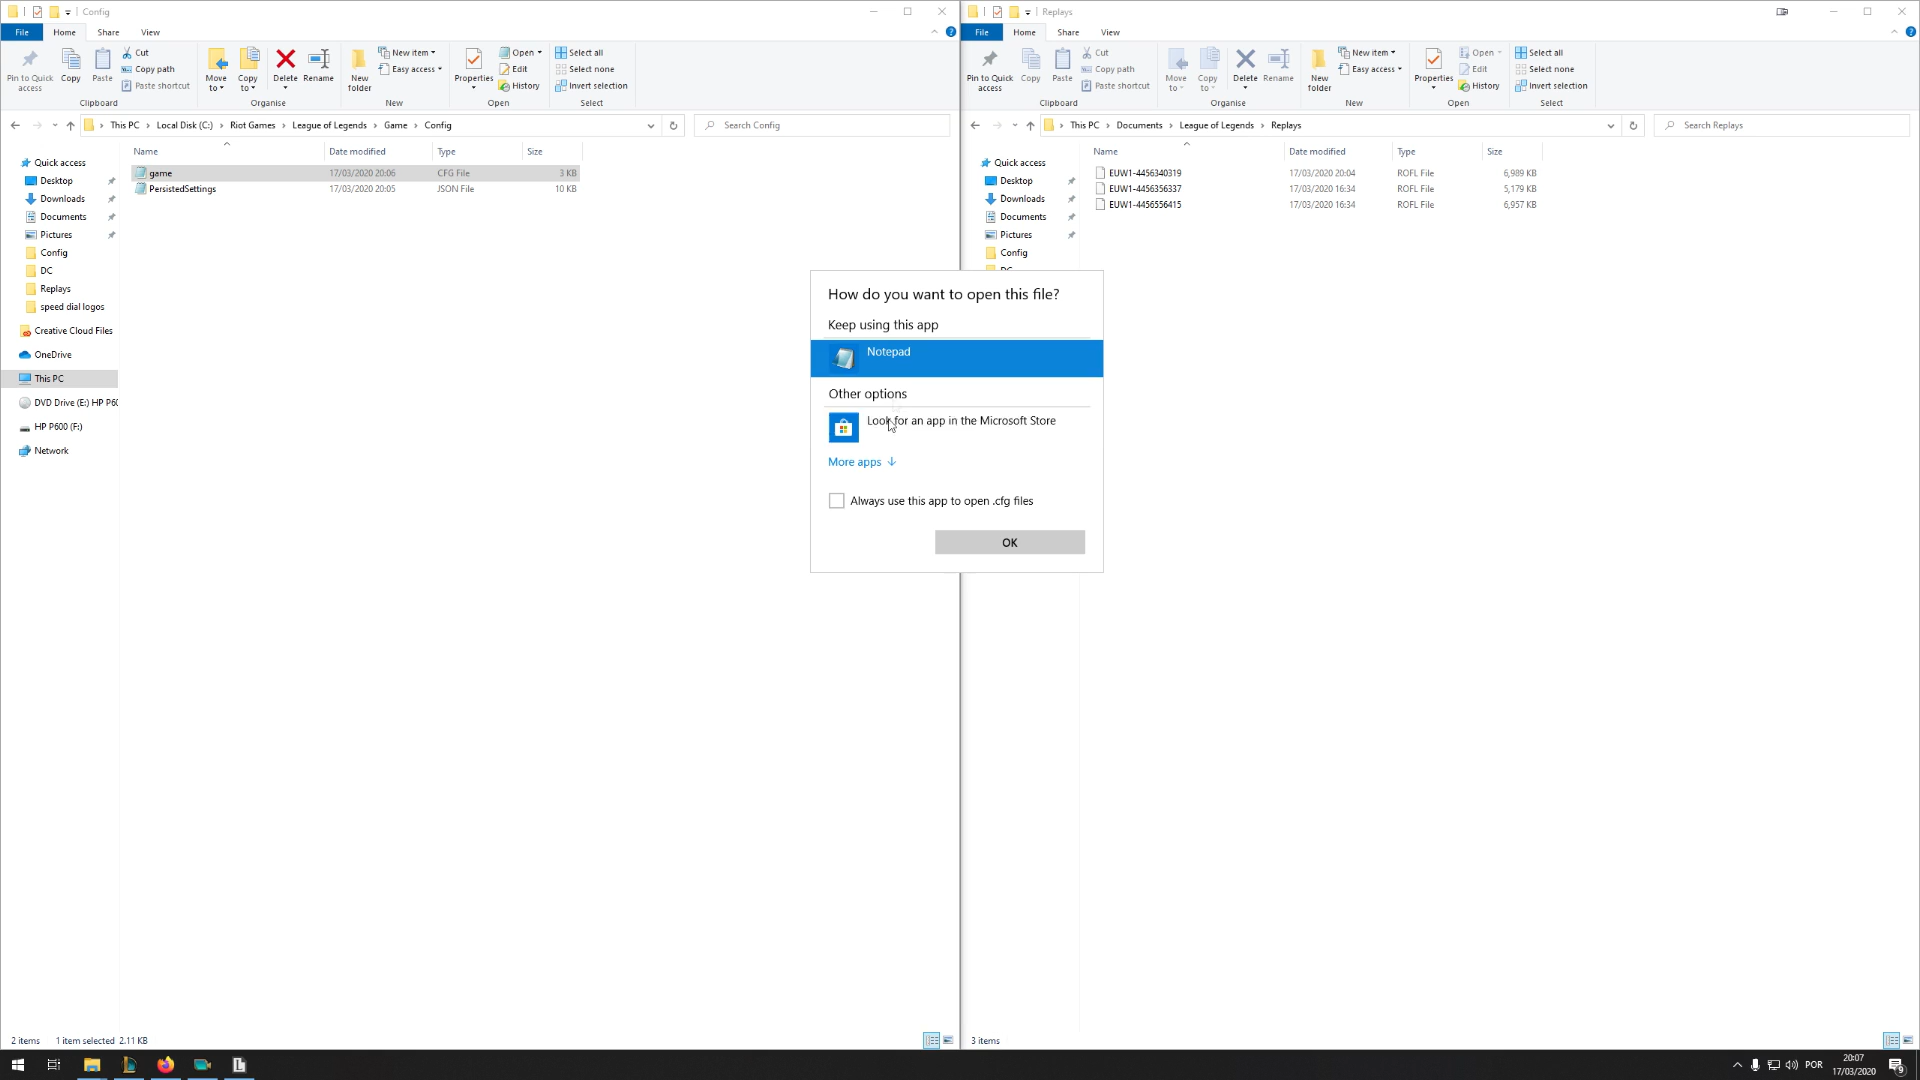 Config
File Home Share View
Pin to Quick access
Copy
Paste
Cut
Copy path
Paste shortcut
Clipboard
Move to
Copy to
Delete
Rename
Organise
New folder
New item
Easy access
New
Properties
Open
Edit
History
Open
Select all
Select none
Invert selection
Select
This PC Local Disk (C:) Riot Games League of Legends Game Config
Search Config
Name Date modified Type Size
game 17/03/2020 20:06 CFG File 3 KB
PersistedSettings 17/03/2020 20:05 JSON File 10 KB
Quick access
Desktop
Downloads
Documents
Pictures
Config
DC
Replays
speed dial logos
Creative Cloud Files
OneDrive
This PC
DVD Drive (E:) HP P60
HP P600 (F:)
Network
2 items 1 item selected 2.11 KB
Replays
File Home Share View
Pin to Quick access
Copy
Paste
Cut
Copy path
Paste shortcut
Clipboard
Move to
Copy to
Delete
Rename
Organise
New folder
New item
Easy access
New
Properties
Open
Edit
History
Open
Select all
Select none
Invert selection
Select
This PC Documents League of Legends Replays
Search Replays
Name Date modified Type Size
EUW1-4456340319 17/03/2020 20:04 ROFL File 6,989 KB
EUW1-4456356337 17/03/2020 16:34 ROFL File 5,179 KB
EUW1-4456556415 17/03/2020 16:34 ROFL File 6,957 KB
Quick access
Desktop
Downloads
Documents
Pictures
Config
3 items
How do you want to open this file?
Keep using this app
Notepad
Other options
Look for an app in the Microsoft Store
More apps
Always use this app to open .cfg files
OK
POR
20:07
17/03/2020